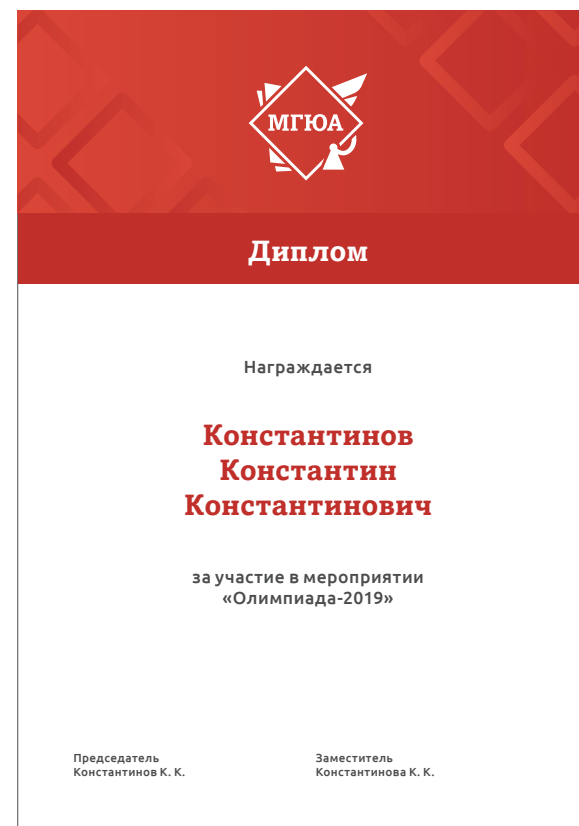 МГЮА
Диплом
Награждается
Константинов
Константин
Константинович
за участие в мероприятии
«Олимпиада-2019»
Председатель
Константинов К. К.
Заместитель
Константинова К. К.